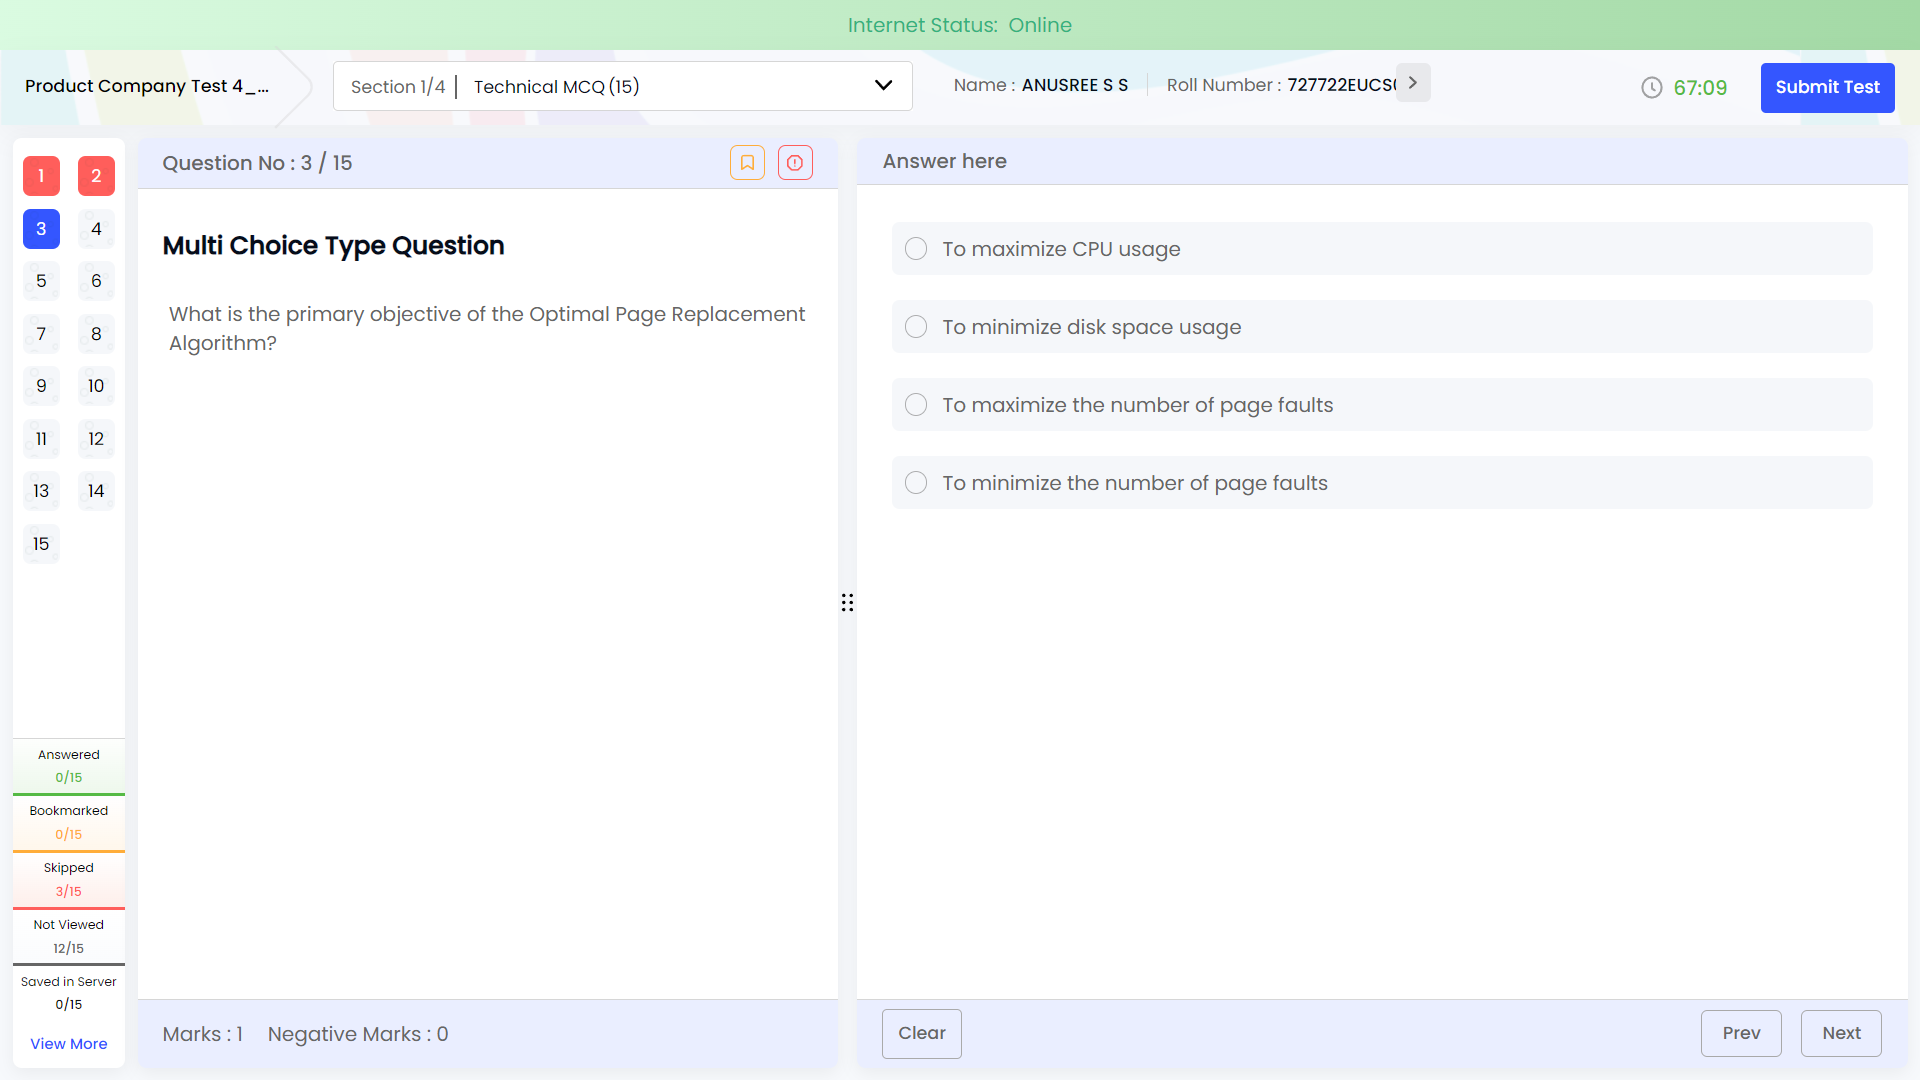 Internet Status: Online
Product Company Test 4_...
Section 1/4
Technical MCQ (15)
Name : ANUSREE S S
Roll Number : 727722EUCS
67:09
Submit Test
1
2
3
4
5
6
7
8
9
10
11
12
13
14
15
Answered
0/15
Bookmarked
0/15
Skipped
3/15
Not Viewed
12/15
Saved in Server
0/15
View More
Question No : 3 / 15
Multi Choice Type Question
What is the primary objective of the Optimal Page Replacement
Algorithm?
Marks : 1
Negative Marks : 0
Answer here
To maximize CPU usage
To minimize disk space usage
To maximize the number of page faults
To minimize the number of page faults
Clear
Prev
Next